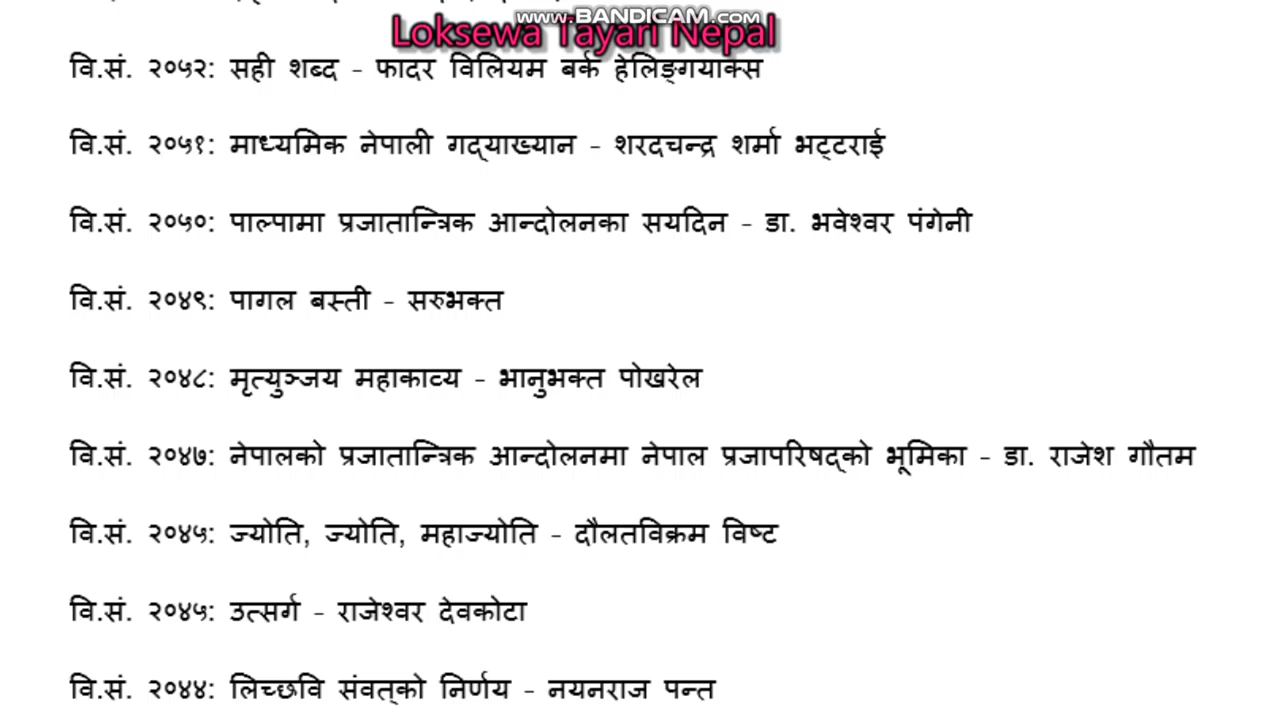 www.BANDICAM.com
Loksewa Tayari Nepal
वि.सं. २०५२: सही शब्द - फादर विलियम बर्क हेलिङ्गयाक्स
वि.सं. २०५१: माध्यमिक नेपाली गद्याख्यान - शरदचन्द्र शर्मा भट्टराई
वि.सं. २०५०: पाल्पामा प्रजातान्त्रिक आन्दोलनका सयदिन - डा. भवेश्वर पंगेनी
वि.सं. २०४९: पागल बस्ती - सरुभक्त
वि.सं. २०४८: मृत्युञ्जय महाकाव्य - भानुभक्त पोखरेल
वि.सं. २०४७: नेपालको प्रजातान्त्रिक आन्दोलनमा नेपाल प्रजापरिषद्को भूमिका - डा. राजेश गौतम
वि.सं. २०४५: ज्योति, ज्योति, महाज्योति - दौलतविक्रम विष्ट
वि.सं. २०४५: उत्सर्ग - राजेश्वर देवकोटा
वि.सं. २०४४: लिच्छवि संवत्को निर्णय - नयनराज पन्त